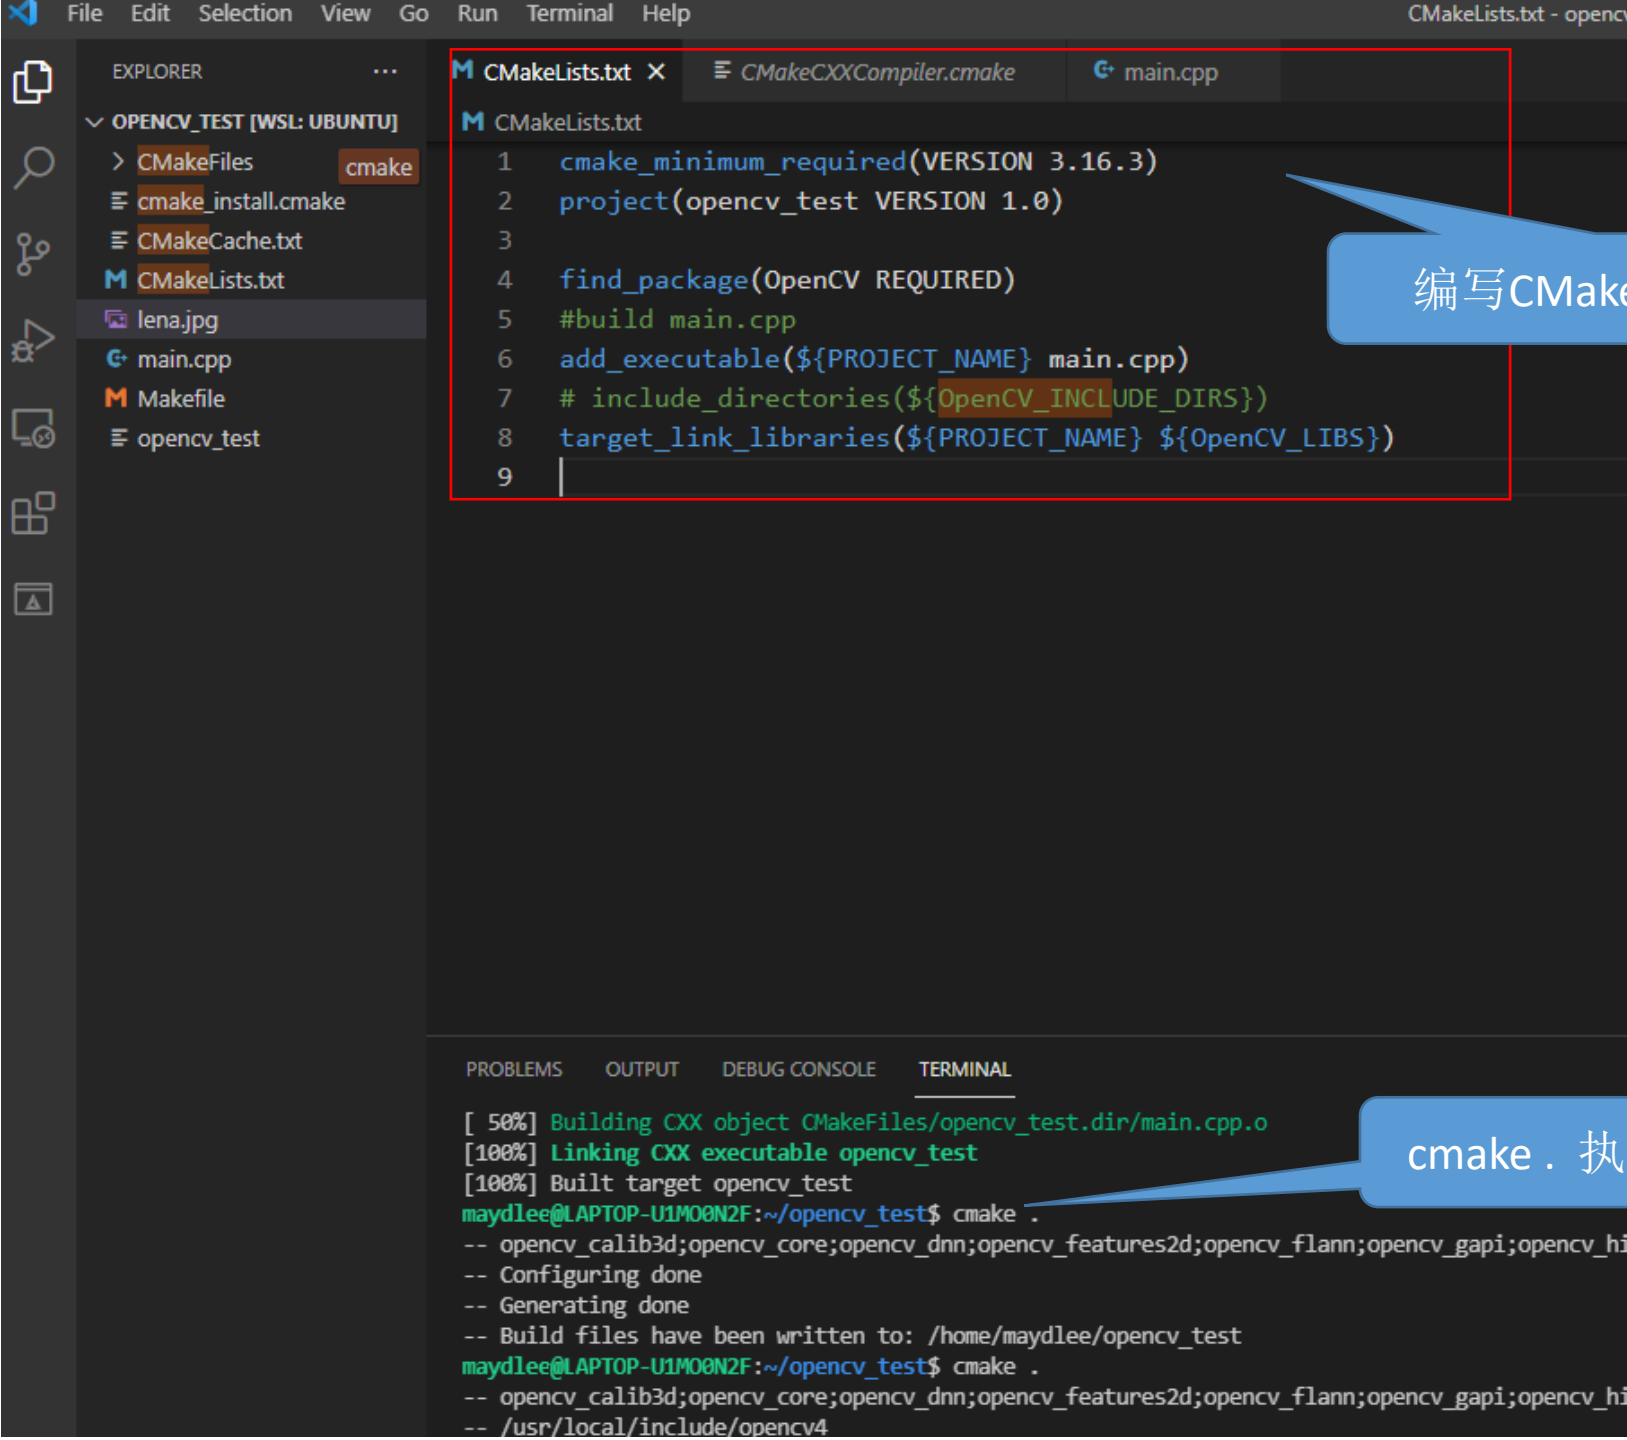 File Edit Selection View Go Run Terminal Help
CMakeLists.txt - opencv
EXPLORER ...
OPENCV_TEST [WSL: UBUNTU]
CMakeFiles
cmake
cmake_install.cmake
CMakeCache.txt
CMakeLists.txt
lena.jpg
main.cpp
Makefile
opencv_test
CMakeLists.txt CMakeCXXCompiler.cmake main.cpp
CMakeLists.txt
1 cmake_minimum_required(VERSION 3.16.3)
2 project(opencv_test VERSION 1.0)
3
4 find_package(OpenCV REQUIRED)
5 #build main.cpp
6 add_executable(${PROJECT_NAME} main.cpp)
7 # include_directories(${OpenCV_INCLUDE_DIRS})
8 target_link_libraries(${PROJECT_NAME} ${OpenCV_LIBS})
9
编写CMake
PROBLEMS OUTPUT DEBUG CONSOLE TERMINAL
[ 50%] Building CXX object CMakeFiles/opencv_test.dir/main.cpp.o
[100%] Linking CXX executable opencv_test
[100%] Built target opencv_test
maydlee@LAPTOP-U1MO0N2F:~/opencv_test$ cmake .
-- opencv_calib3d;opencv_core;opencv_dnn;opencv_features2d;opencv_flann;opencv_gapi;opencv_hi
-- Configuring done
-- Generating done
-- Build files have been written to: /home/maydlee/opencv_test
maydlee@LAPTOP-U1MO0N2F:~/opencv_test$ cmake .
-- opencv_calib3d;opencv_core;opencv_dnn;opencv_features2d;opencv_flann;opencv_gapi;opencv_hi
-- /usr/local/include/opencv4
cmake . 执